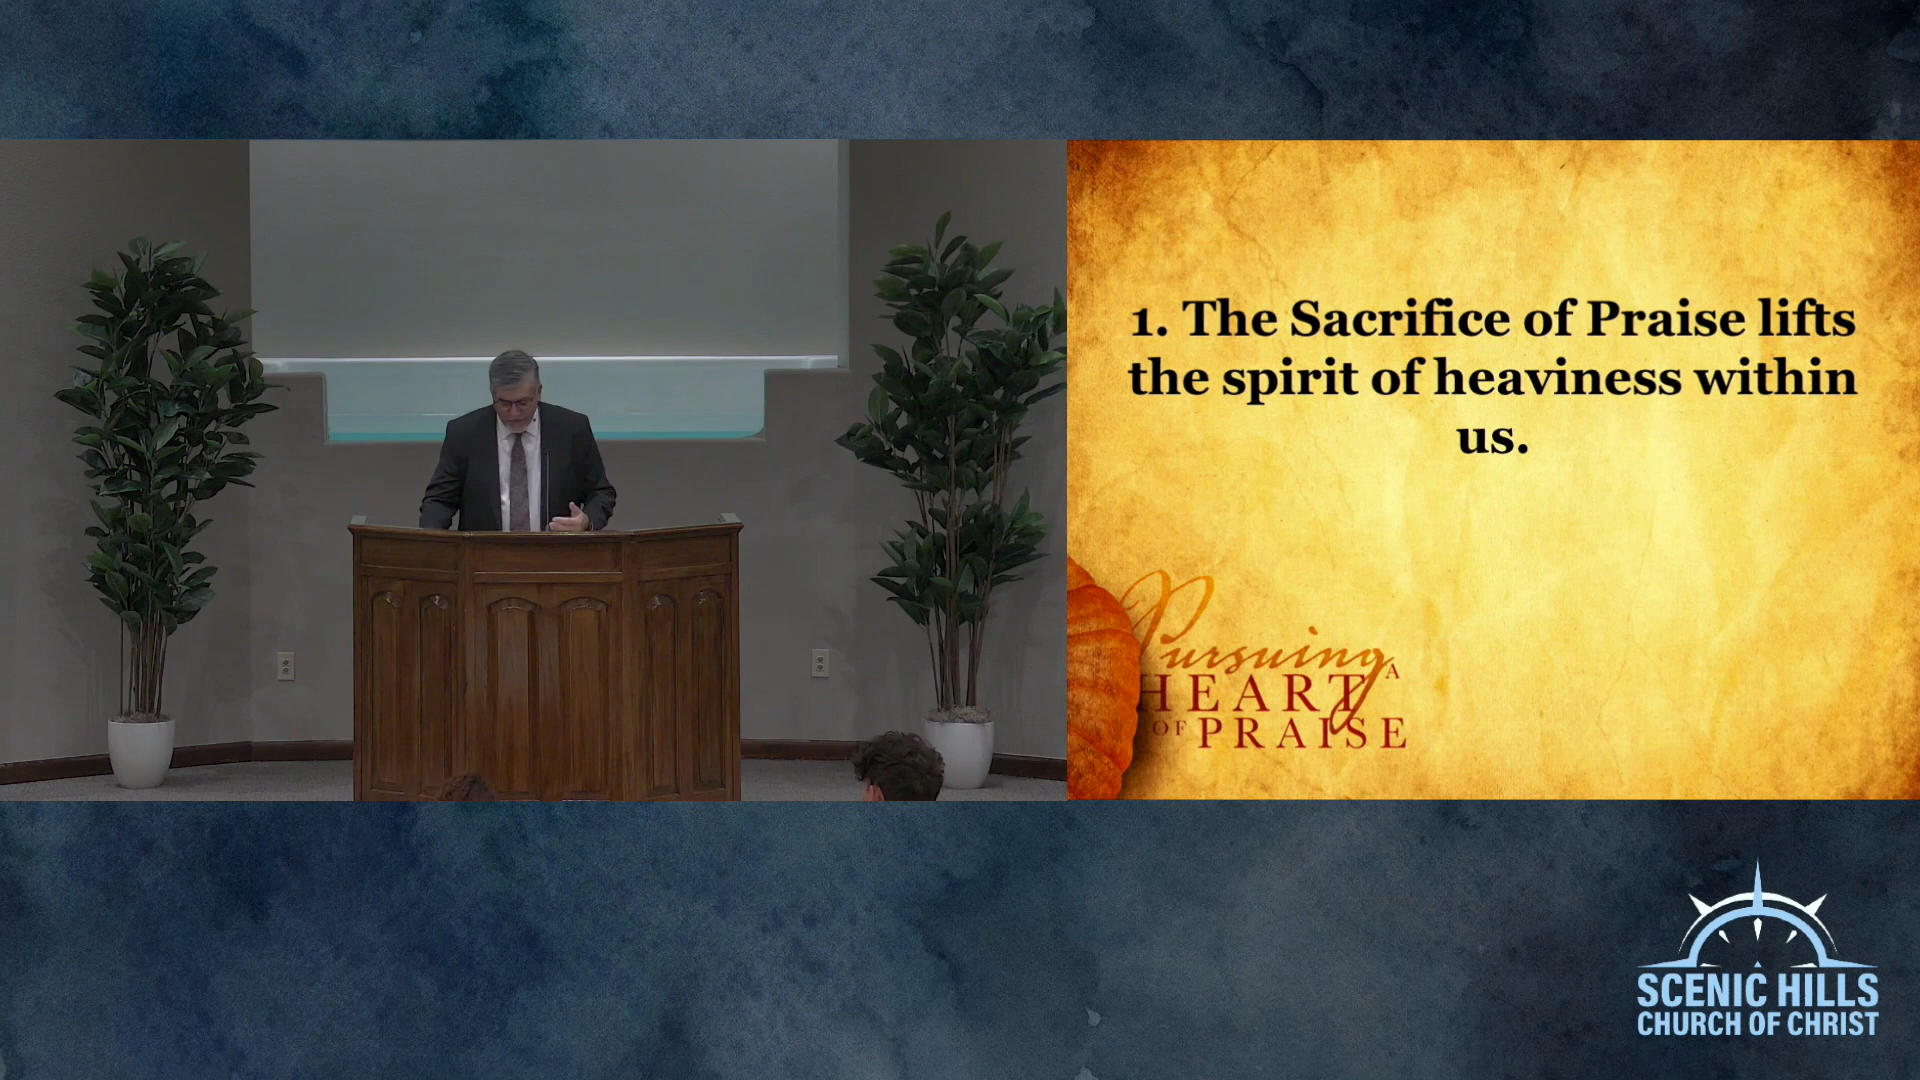 1. The Sacrifice of Praise lifts
the spirit of heaviness within
us.
Pursuing A
HEART
OF PRAISE
SCENIC HILLS
CHURCH OF CHRIST